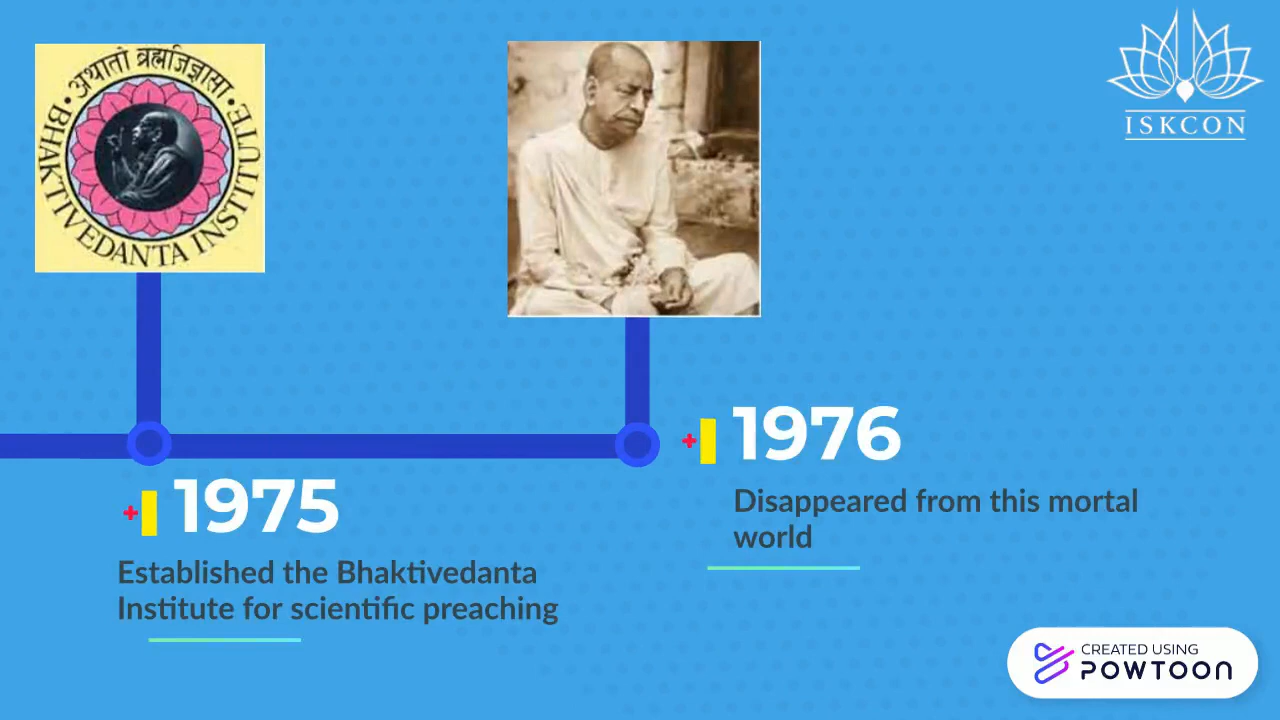 अथातो ब्रह्मजिज्ञासा
• BHAKTIVEDANTA INSTITUTE •
ISKCON
1975
Established the Bhaktivedanta
Institute for scientific preaching
1976
Disappeared from this mortal
world
CREATED USING
POWTOON